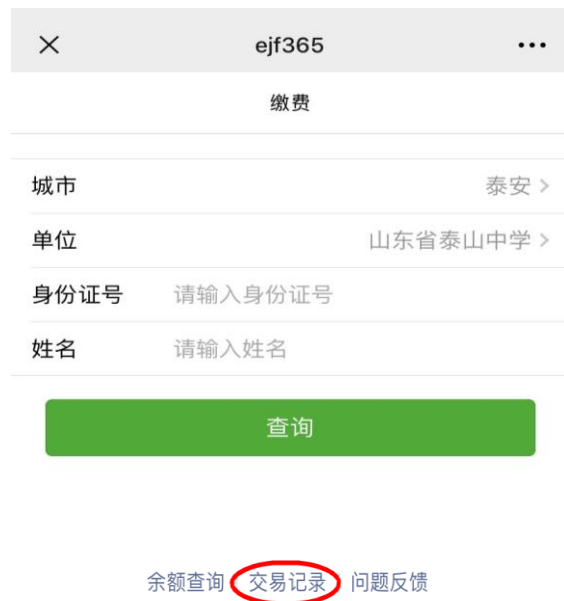 ejf365
缴费
城市 泰安
单位 山东省泰山中学
身份证号 请输入身份证号
姓名 请输入姓名
查询
余额查询 交易记录 问题反馈